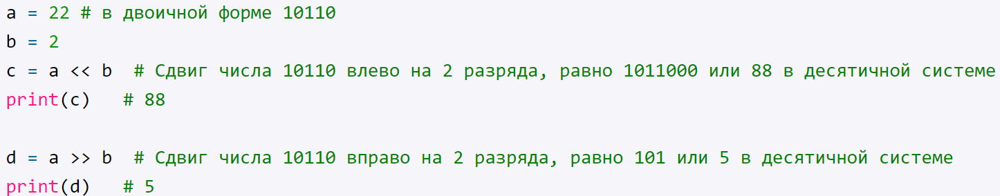 a = 22 # в двоичной форме 10110
b = 2
c = a << b  # Сдвиг числа 10110 влево на 2 разряда, равно 1011000 или 88 в десятичной системе
print(c)   # 88
d = a >> b  # Сдвиг числа 10110 вправо на 2 разряда, равно 101 или 5 в десятичной системе
print(d)   # 5